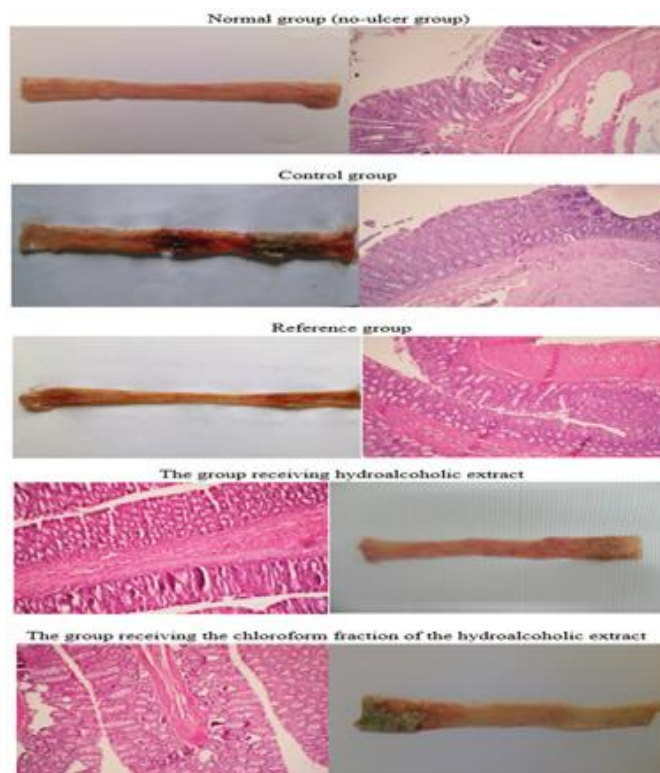 Normal group (no-ulcer group)
Control group
Reference group
The group receiving hydroalcoholic extract
The group receiving the chloroform fraction of the hydroalcoholic extract